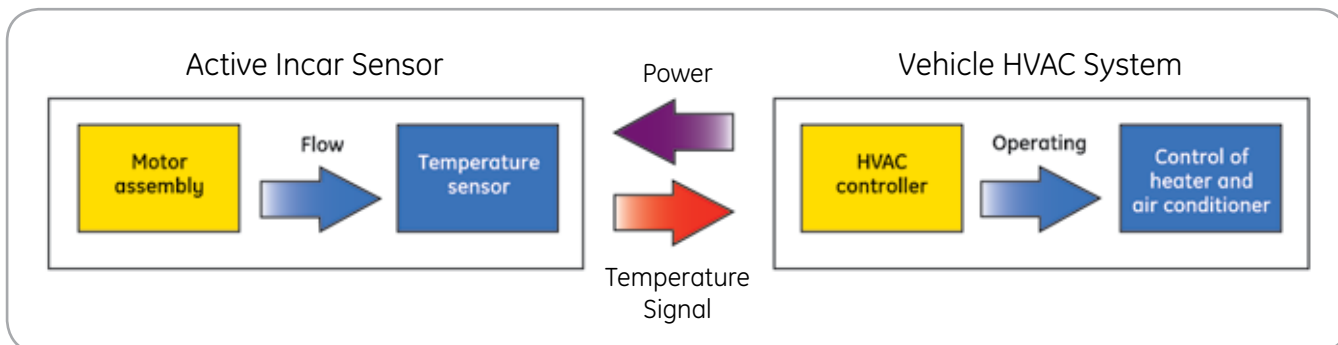 Active Incar Sensor
Power
Vehicle HVAC System
Motor
assembly
Flow
Temperature
sensor
HVAC
controller
Operating
Control of
heater and
air conditioner
Temperature
Signal